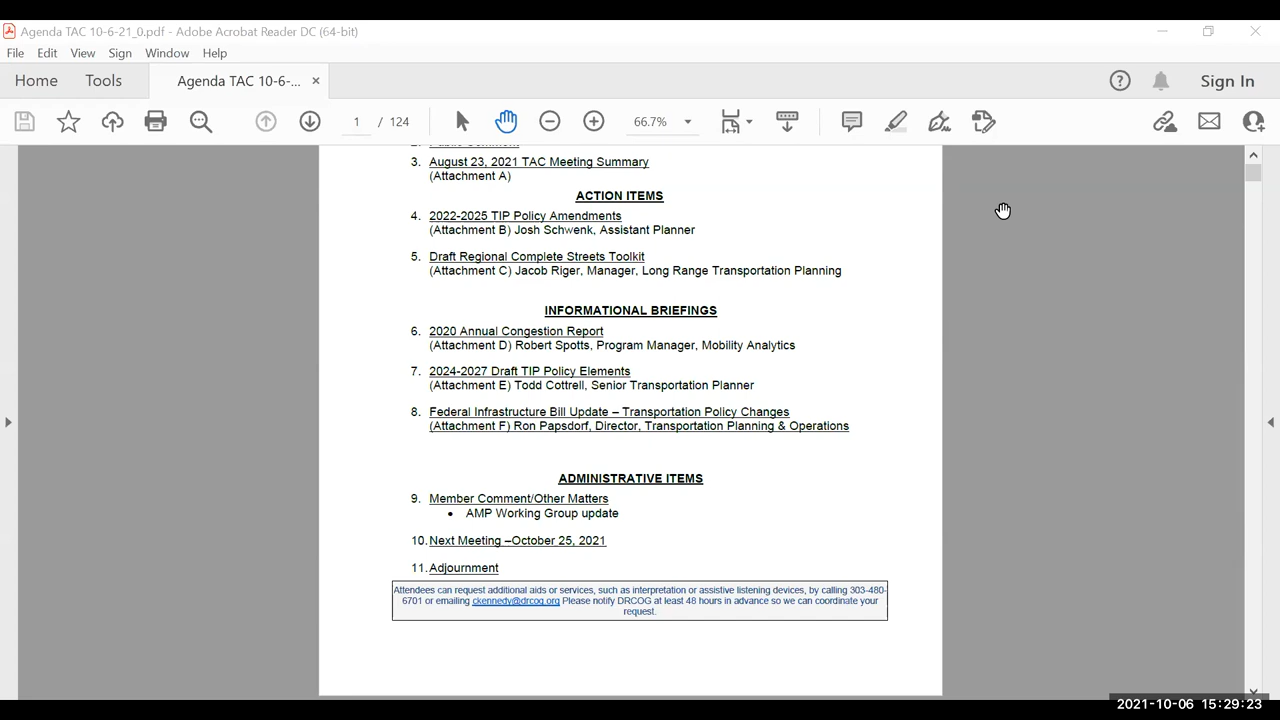 Agenda TAC 10-6-21_0.pdf - Adobe Acrobat Reader DC (64-bit)
File Edit View Sign Window Help
Home Tools Agenda TAC 10-6-... × Sign In
1 / 124 66.7%
3. August 23, 2021 TAC Meeting Summary
(Attachment A)
ACTION ITEMS
4. 2022-2025 TIP Policy Amendments
(Attachment B) Josh Schwenk, Assistant Planner
5. Draft Regional Complete Streets Toolkit
(Attachment C) Jacob Riger, Manager, Long Range Transportation Planning
INFORMATIONAL BRIEFINGS
6. 2020 Annual Congestion Report
(Attachment D) Robert Spotts, Program Manager, Mobility Analytics
7. 2024-2027 Draft TIP Policy Elements
(Attachment E) Todd Cottrell, Senior Transportation Planner
8. Federal Infrastructure Bill Update – Transportation Policy Changes
(Attachment F) Ron Papsdorf, Director, Transportation Planning & Operations
ADMINISTRATIVE ITEMS
9. Member Comment/Other Matters
• AMP Working Group update
10. Next Meeting –October 25, 2021
11. Adjournment
Attendees can request additional aids or services, such as interpretation or assistive listening devices, by calling 303-480-
6701 or emailing ckennedy@drcog.org Please notify DRCOG at least 48 hours in advance so we can coordinate your
request.
2021-10-06 15:29:23